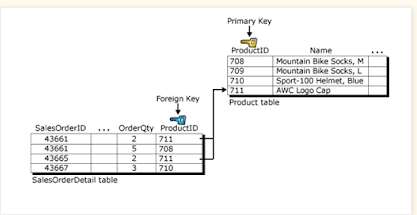 Primary Key
ProductID Name ...
708 Mountain Bike Socks, M
709 Mountain Bike Socks, L
710 Sport-100 Helmet, Blue
711 AWC Logo Cap
Product table
Foreign Key
SalesOrderID ... OrderQty ProductID
43661 2 711
43661 5 708
43665 2 711
43667 3 710
SalesOrderDetail table